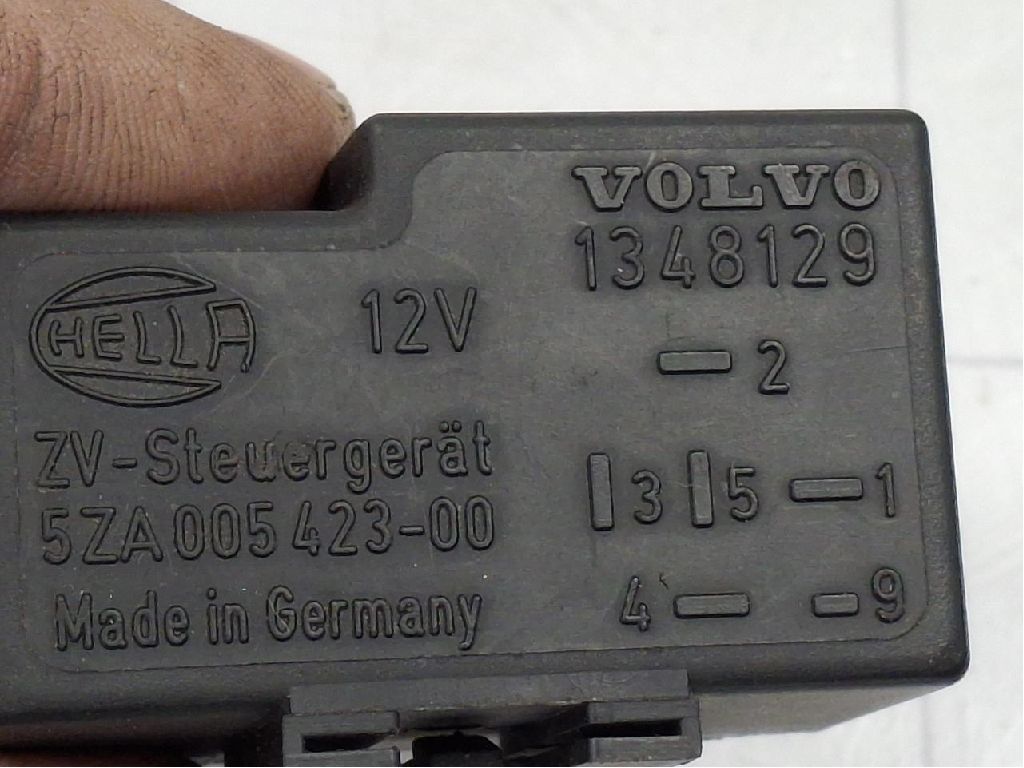 VOLVO
1348129
HELLA
12V
2
ZV-Steuergerät
3 5 1
5ZA 005 423-00
4 9
Made in Germany